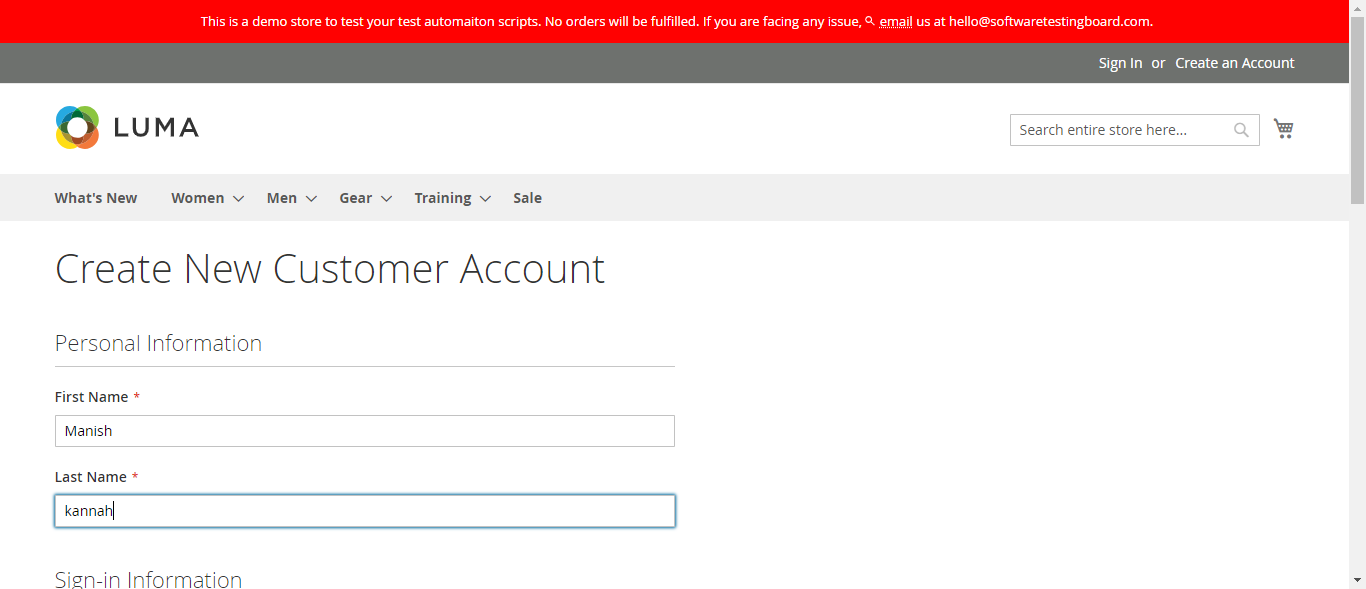 This is a demo store to test your test automaiton scripts. No orders will be fulfilled. If you are facing any issue, email us at hello@softwaretestingboard.com.
Sign In or Create an Account
LUMA
Search entire store here...
What's New Women Men Gear Training Sale
Create New Customer Account
Personal Information
First Name *
Manish
Last Name *
kannah
Sign-in Information